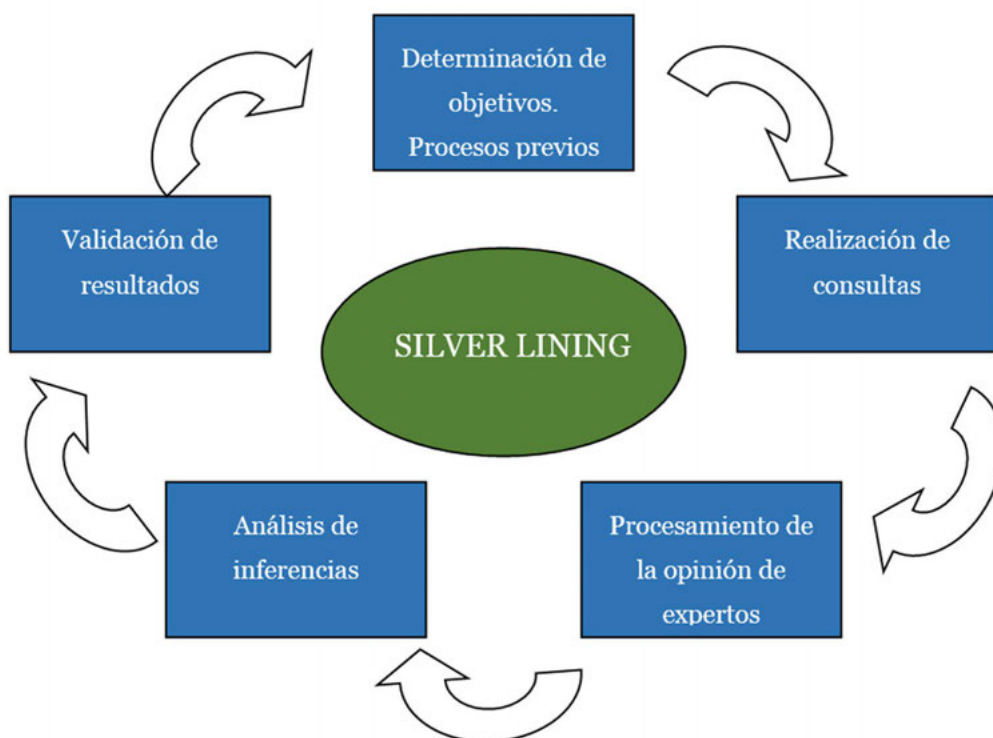 Determinación de
objetivos.
Procesos previos
Validación de
resultados
Realización de
consultas
SILVER LINING
Análisis de
inferencias
Procesamiento de
la opinión de
expertos